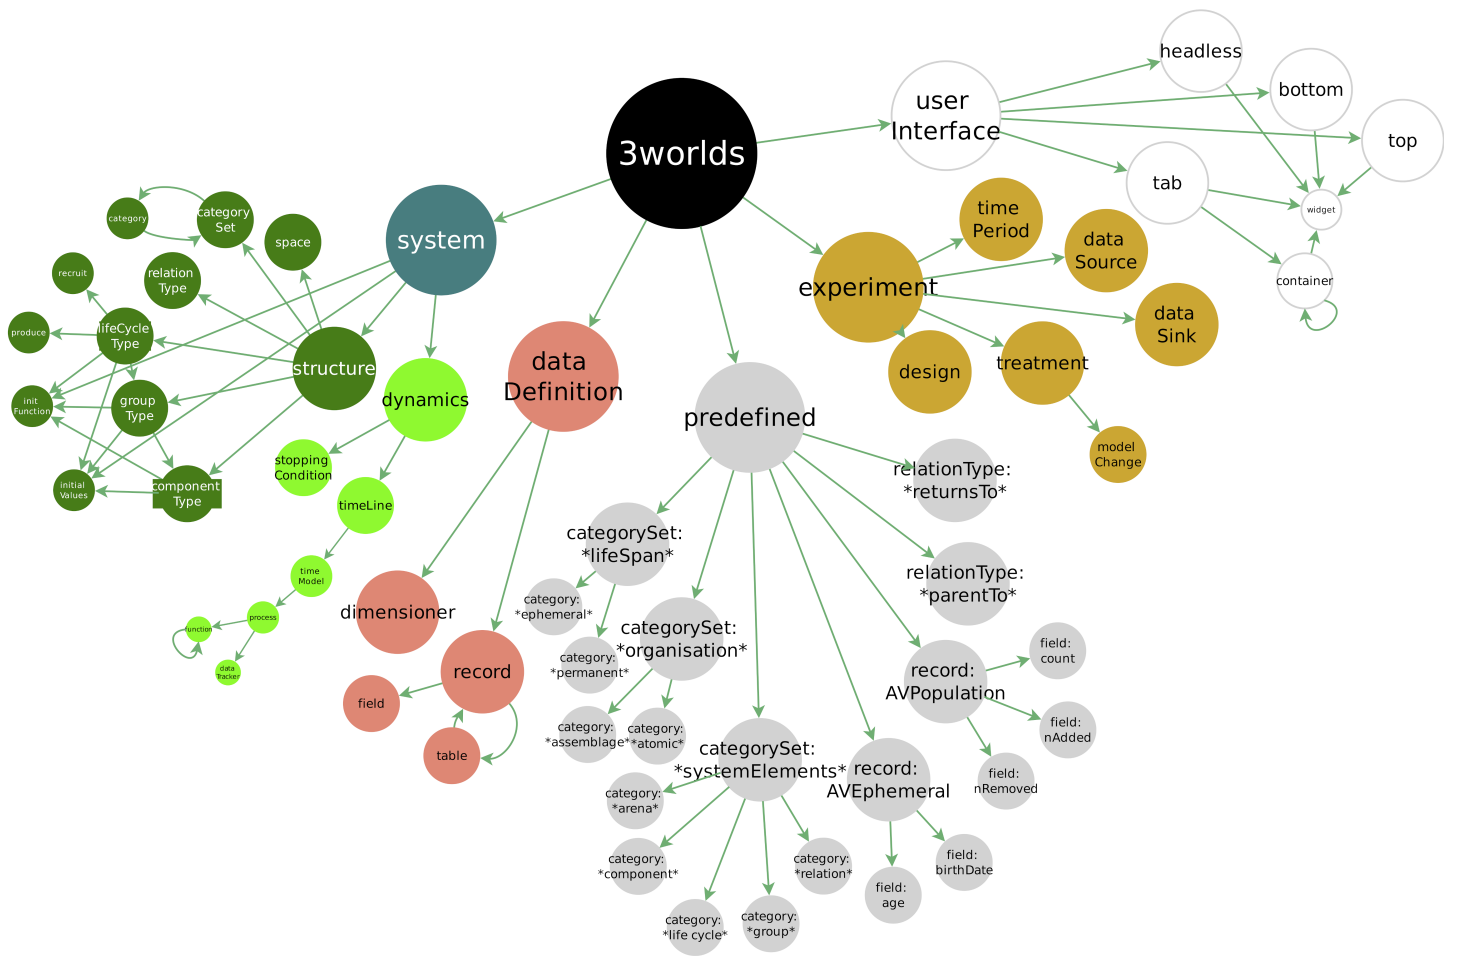 3worlds
user
Interface
headless
bottom
top
tab
widget
container
system
category
category
Set
space
relation
Type
recruit
lifeCycle
Type
produce
structure
init
Function
group
Type
initial
Values
component
Type
dynamics
stopping
Condition
timeLine
time
Model
process
function
data
Tracker
data
Definition
dimensioner
record
field
table
experiment
time
Period
data
Source
data
Sink
design
treatment
model
Change
predefined
relationType:
*returnsTo*
relationType:
*parentTo*
categorySet:
*lifeSpan*
category:
*ephemeral*
category:
*permanent*
categorySet:
*organisation*
category:
*assemblage*
category:
*atomic*
categorySet:
*systemElements*
category:
*arena*
category:
*component*
category:
*life cycle*
category:
*group*
category:
*relation*
record:
AVEphemeral
field:
age
field:
birthDate
record:
AVPopulation
field:
count
field:
nAdded
field:
nRemoved